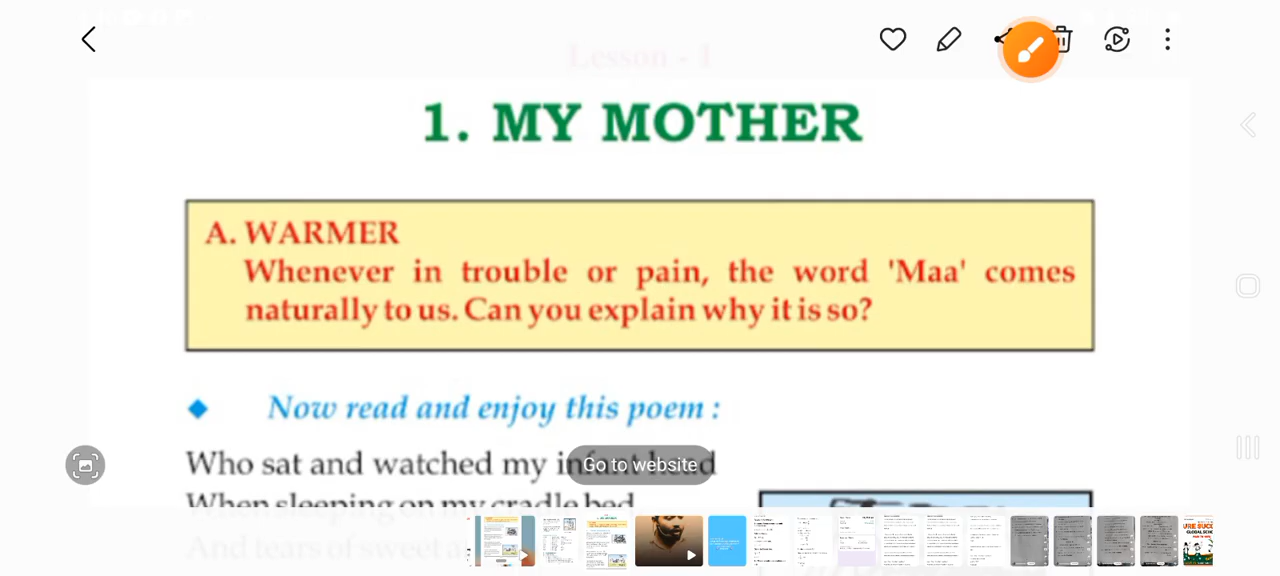 Lesson - 1
1. MY MOTHER
A. WARMER
Whenever in trouble or pain, the word 'Maa' comes
naturally to us. Can you explain why it is so?
Now read and enjoy this poem :
Who sat and watched my infant head
Go to website
When sleeping on my cradle bed
And tears of sweet